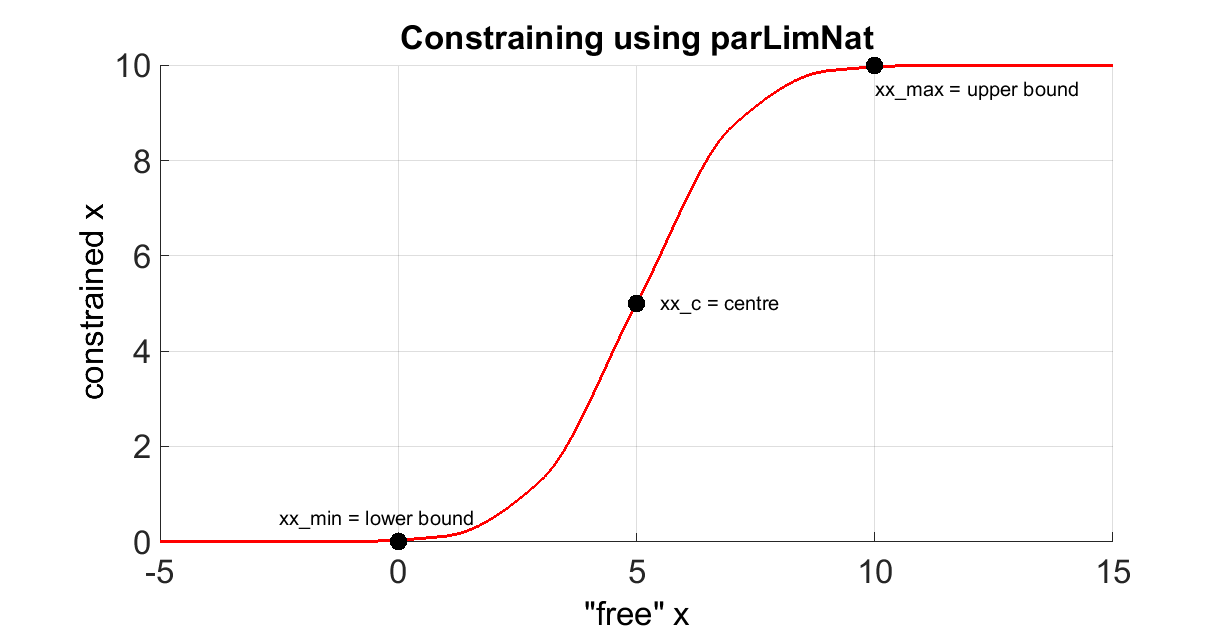 Constraining using parLimNat
10
xx_max = upper bound
8
6
xx_c = centre
constrained x
4
2
xx_min = lower bound
0
-5 0 5 10 15
"free" x